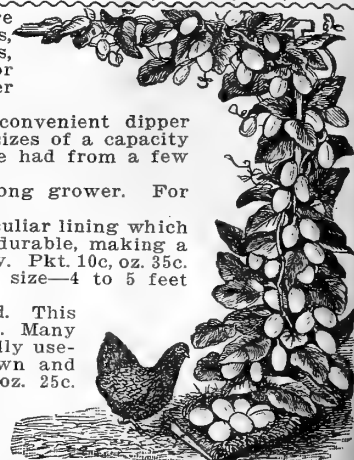 re
s,
s,
or
er
convenient dipper
izes of a capacity
e had from a few
ong grower. For
culiar lining which
durable, making a
y. Pkt. 10c, oz. 35c.
size—4 to 5 feet
d. This
. Many
lly use-
wn and
oz. 25c.